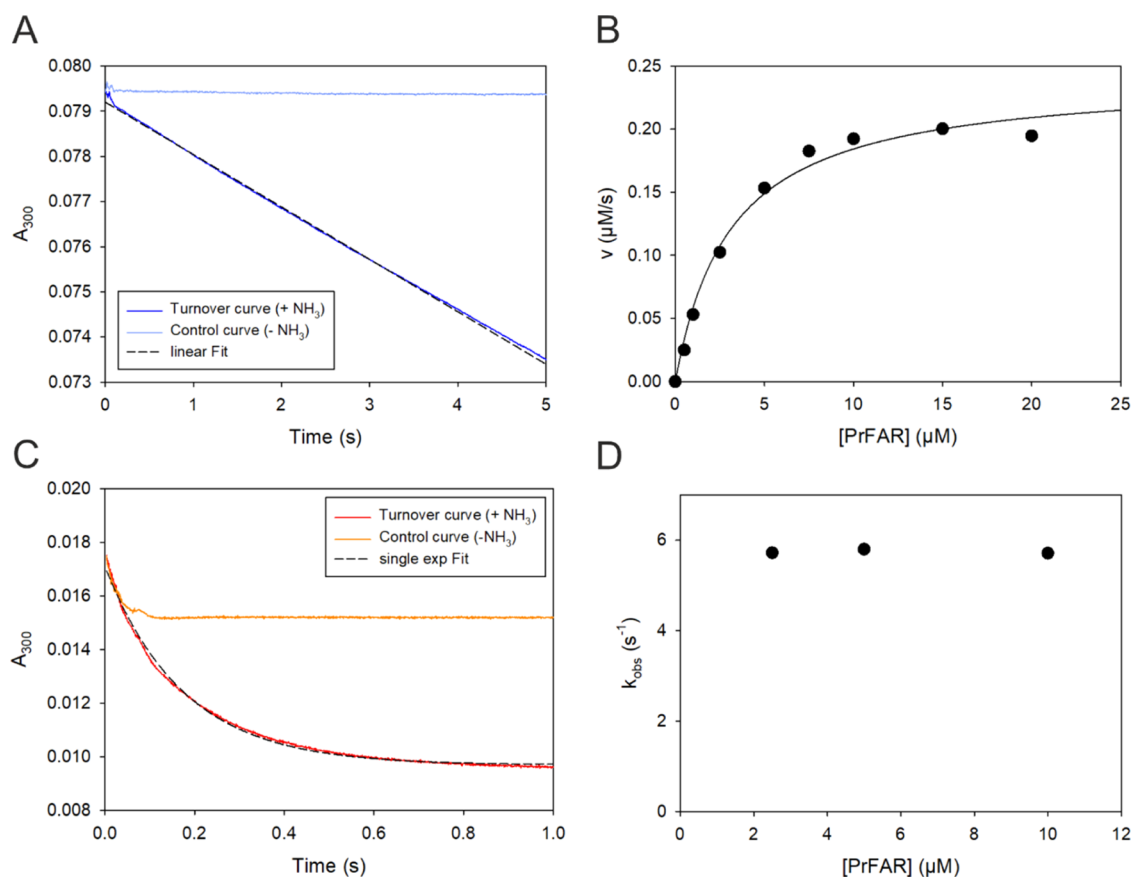 A
0.080
0.079
0.078
0.077
0.076
0.075
0.074
0.073
A300
0 1 2 3 4 5
Time (s)
Turnover curve (+ NH3)
Control curve (- NH3)
linear Fit
B
0.25
0.20
0.15
0.10
0.05
0.00
v (µM/s)
0 5 10 15 20 25
[PrFAR] (µM)
C
0.020
0.018
0.016
0.014
0.012
0.010
0.008
A300
0.0 0.2 0.4 0.6 0.8 1.0
Time (s)
Turnover curve (+ NH3)
Control curve (-NH3)
single exp Fit
D
6
4
2
0
kobs (s-1)
0 2 4 6 8 10 12
[PrFAR] (µM)